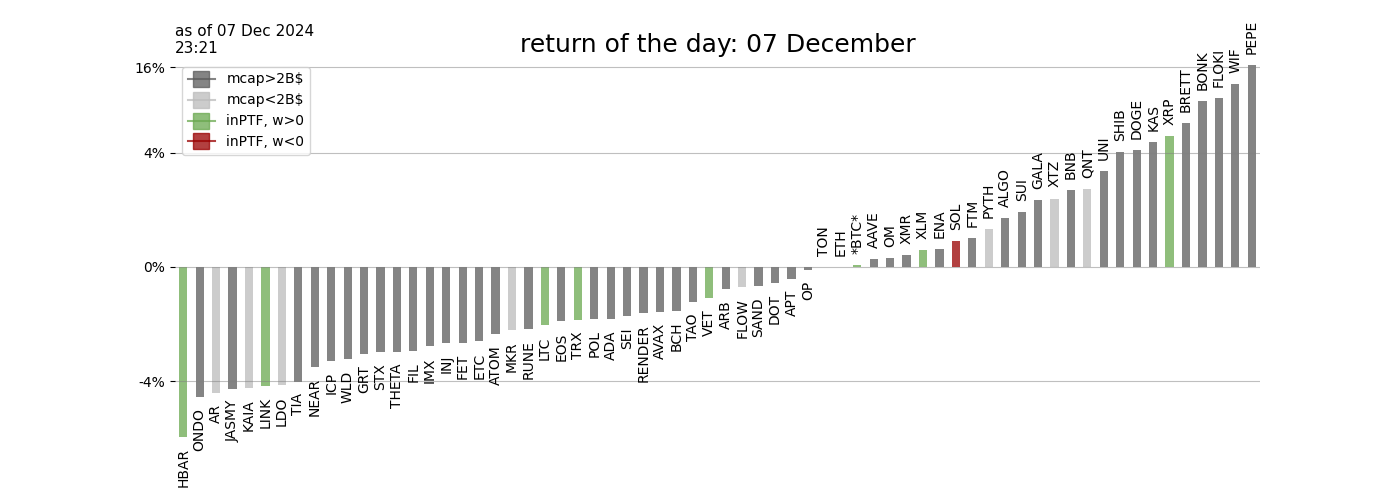 as of 07 Dec 2024
23:21
return of the day: 07 December
16%
4%
0%
-4%
mcap>2B$
mcap<2B$
inPTF, w>0
inPTF, w<0
HBAR
ONDO
AR
JASMY
KAIA
LINK
LDO
TIA
NEAR
ICP
WLD
GRT
STX
THETA
FIL
IMX
INJ
FET
ETC
ATOM
MKR
RUNE
LTC
EOS
TRX
POL
ADA
SEI
RENDER
AVAX
BCH
TAO
VET
ARB
FLOW
SAND
DOT
APT
OP
TON
ETH
*BTC*
AAVE
OM
XMR
XLM
ENA
SOL
FTM
PYTH
ALGO
SUI
GALA
XTZ
BNB
QNT
UNI
SHIB
DOGE
KAS
XRP
BRETT
BONK
FLOKI
WIF
PEPE